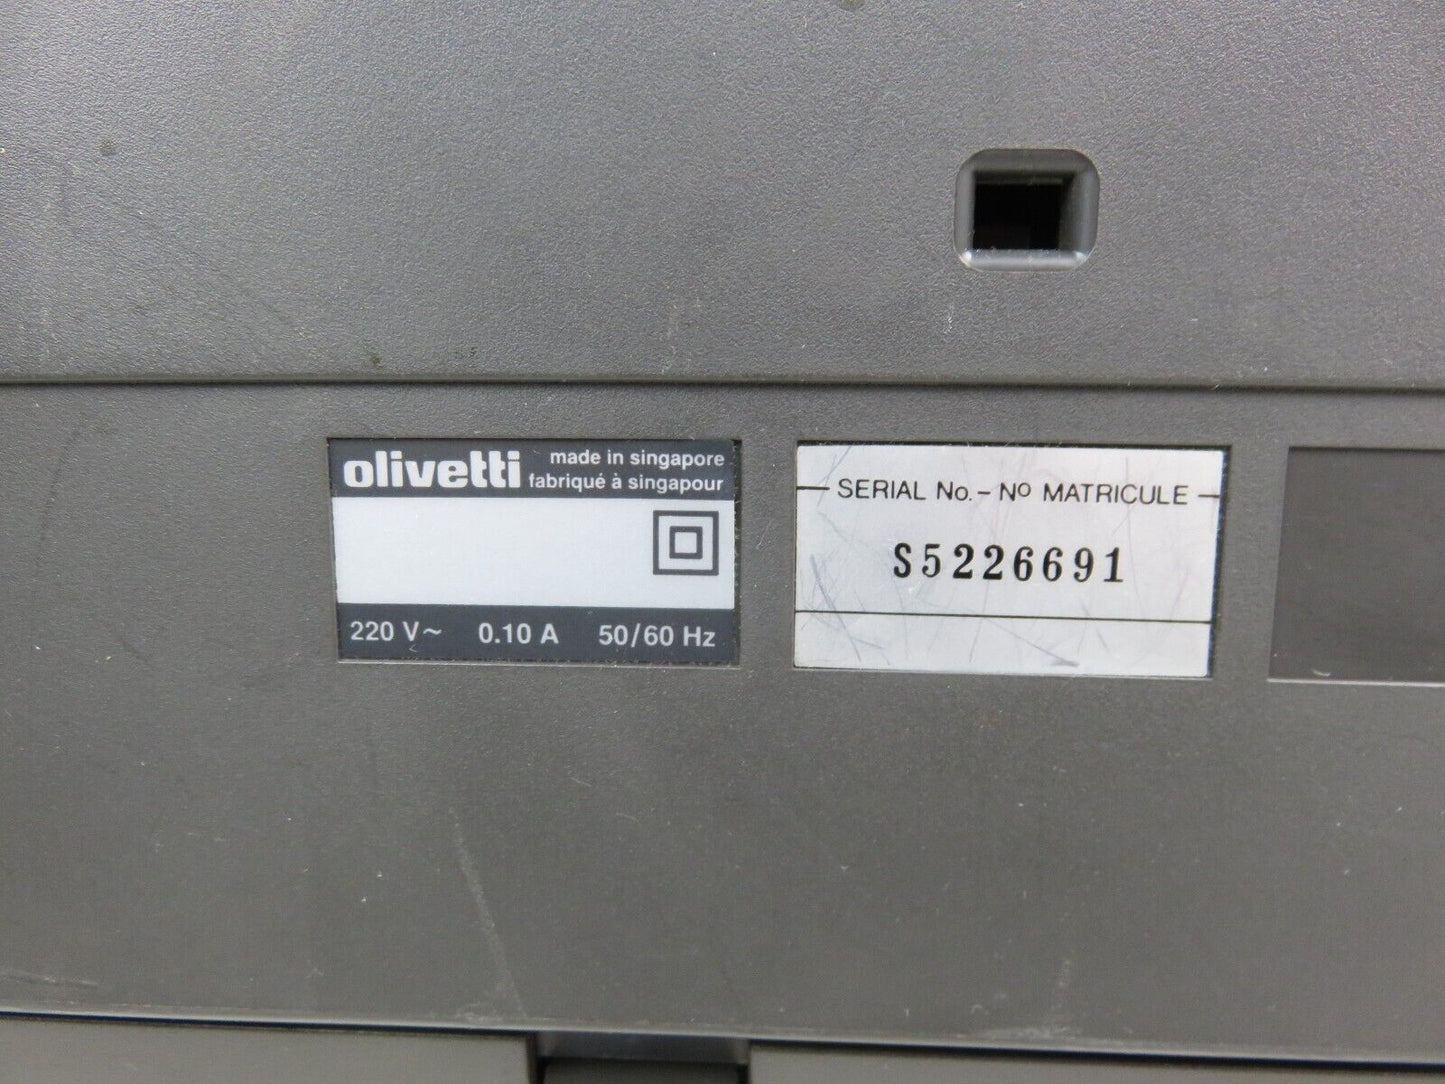 olivetti made in singapore
fabriqué à singapour
220 V~ 0.10 A 50/60 Hz
SERIAL No. - Nº MATRICULE
S5226691